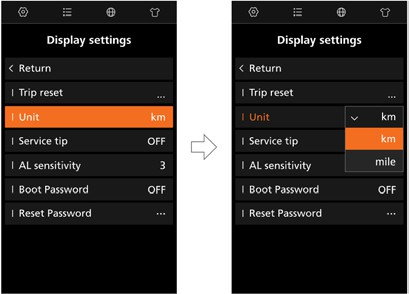 Display settings
< Return
| Trip reset ...
| Unit km
| Service tip OFF
| AL sensitivity 3
| Boot Password OFF
| Reset Password ...
Display settings
< Return
| Trip reset ...
| Unit km
km
| Service tip
mile
| AL sensitivity
| Boot Password OFF
| Reset Password ...